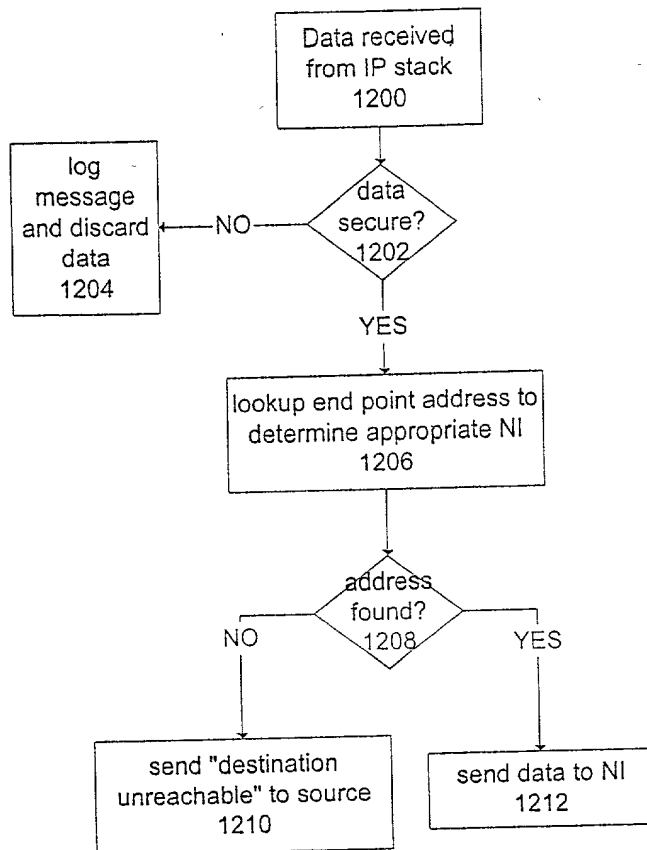 Data received
from IP stack
1200
data
secure?
1202
NO
log
message
and discard
data
1204
YES
lookup end point address to
determine appropriate NI
1206
address
found?
1208
NO
YES
send "destination
unreachable" to source
1210
send data to NI
1212